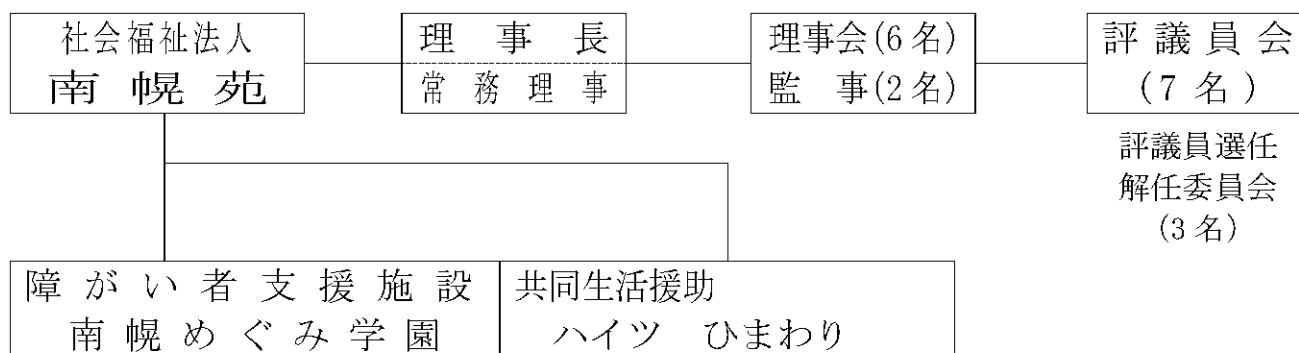 社会福祉法人
南幌苑
理事長
常務理事
理事会(6名)
監事(2名)
評議員会
(7名)
評議員選任
解任委員会
(3名)
障がい者支援施設
南幌めぐみ学園
共同生活援助
ハイツ ひまわり